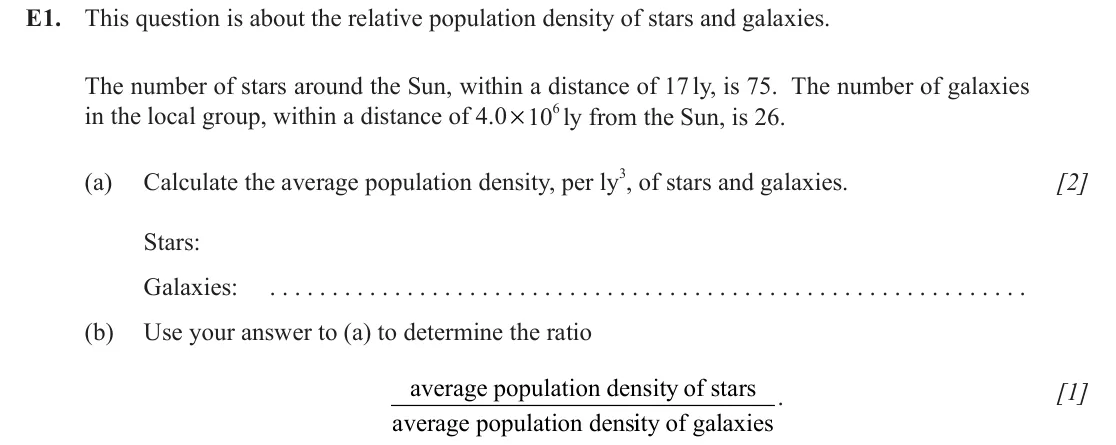 E1. This question is about the relative population density of stars and galaxies.
The number of stars around the Sun, within a distance of 17 ly, is 75. The number of galaxies
in the local group, within a distance of 4.0×10⁶ ly from the Sun, is 26.
(a) Calculate the average population density, per ly³, of stars and galaxies. [2]
Stars:
Galaxies: . . . . . . . . . . . . . . . . . . . . . . . . . . . . . . . . . . . . . . . . . . . . . . . . . . . . . . . . . . . . .
(b) Use your answer to (a) to determine the ratio
average population density of stars
average population density of galaxies . [1]